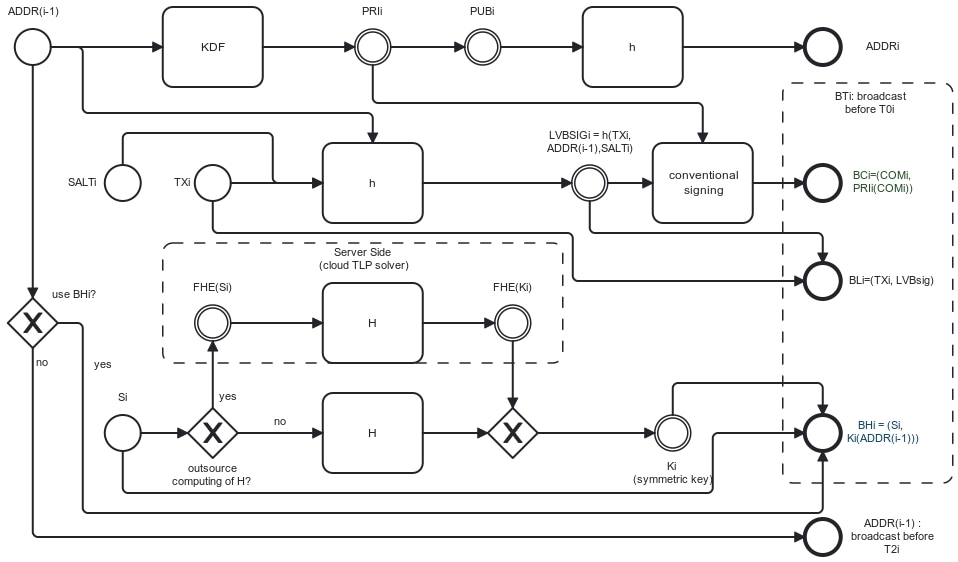 ADDR(i-1)
KDF
PRIi
PUBi
h
ADDRi
BTi: broadcast
before T0i
SALTi
TXi
h
LVBSIGi = h(TXi,
ADDR(i-1),SALTi)
conventional
signing
BCi=(COMi,
PRIi(COMi))
Server Side
(cloud TLP solver)
FHE(Si)
H
FHE(Ki)
BLi=(TXi, LVBsig)
use BHi?
X
no
yes
Si
yes
X
no
outsource
computing of H?
H
X
Ki
(symmetric key)
BHi = (Si,
Ki(ADDR(i-1)))
ADDR(i-1) :
broadcast before
T2i